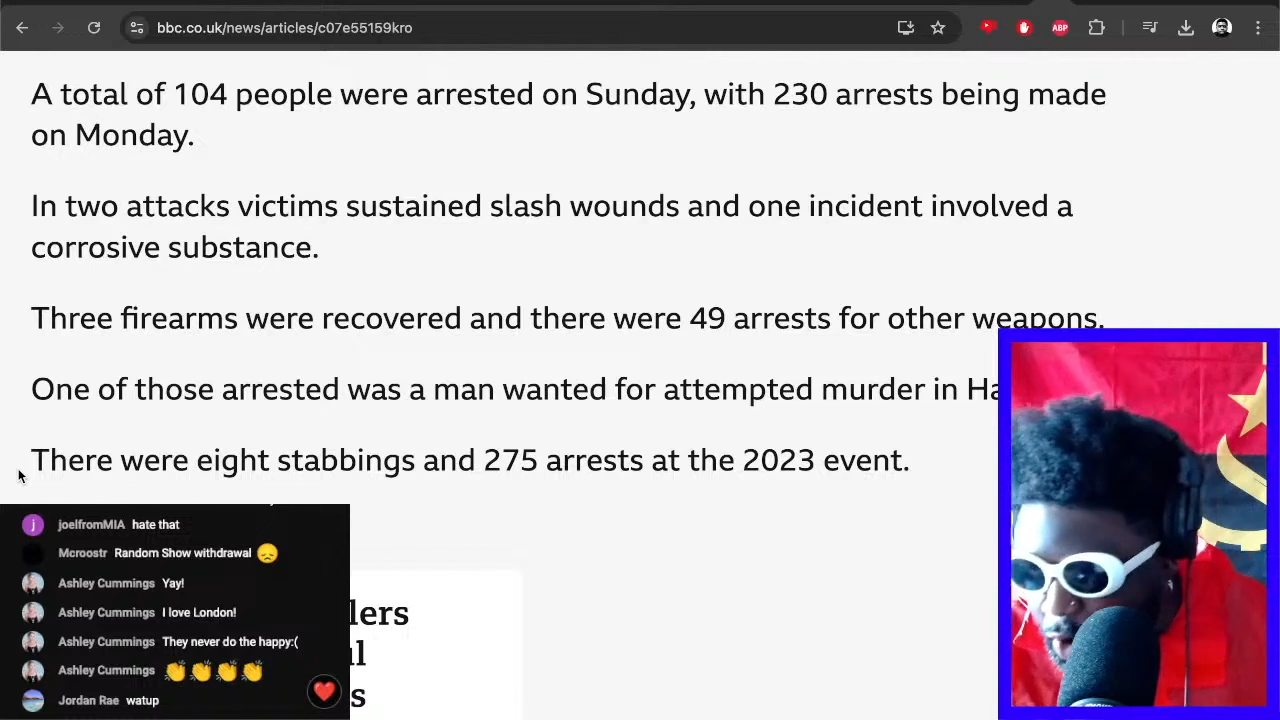 bbc.co.uk/news/articles/c07e55159kro
ABP
A total of 104 people were arrested on Sunday, with 230 arrests being made
on Monday.
In two attacks victims sustained slash wounds and one incident involved a
corrosive substance.
Three firearms were recovered and there were 49 arrests for other weapons.
One of those arrested was a man wanted for attempted murder in Ha
There were eight stabbings and 275 arrests at the 2023 event.
j joelfromMIA hate that
Mcroostr Random Show withdrawal 😞
Ashley Cummings Yay!
Ashley Cummings I love London!
Ashley Cummings They never do the happy:(
Ashley Cummings 👏👏👏👏
Jordan Rae watup
lers
l
s